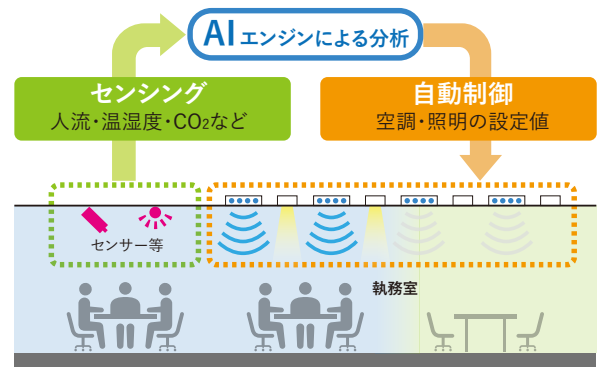 AIエンジンによる分析
センシング
人流・温湿度・CO₂など
自動制御
空調・照明の設定値
センサー等
執務室